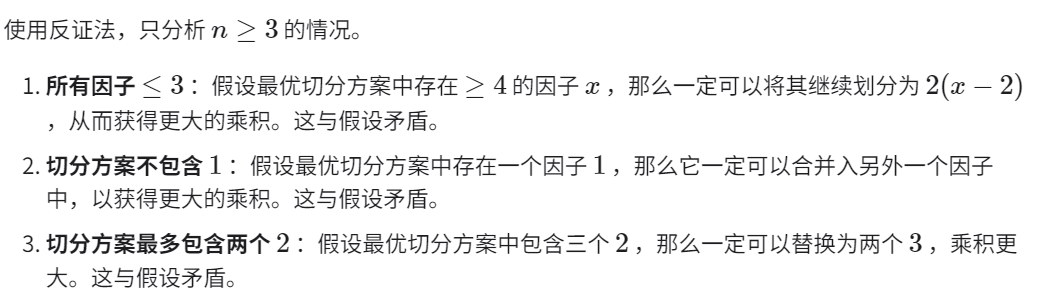 使用反证法，只分析 n ≥ 3 的情况。
1. 所有因子 ≤ 3：假设最优切分方案中存在 ≥ 4 的因子 x，那么一定可以将其继续划分为 2(x − 2)
，从而获得更大的乘积。这与假设矛盾。
2. 切分方案不包含 1：假设最优切分方案中存在一个因子 1，那么它一定可以合并入另外一个因子
中，以获得更大的乘积。这与假设矛盾。
3. 切分方案最多包含两个 2：假设最优切分方案中包含三个 2，那么一定可以替换为两个 3，乘积更
大。这与假设矛盾。